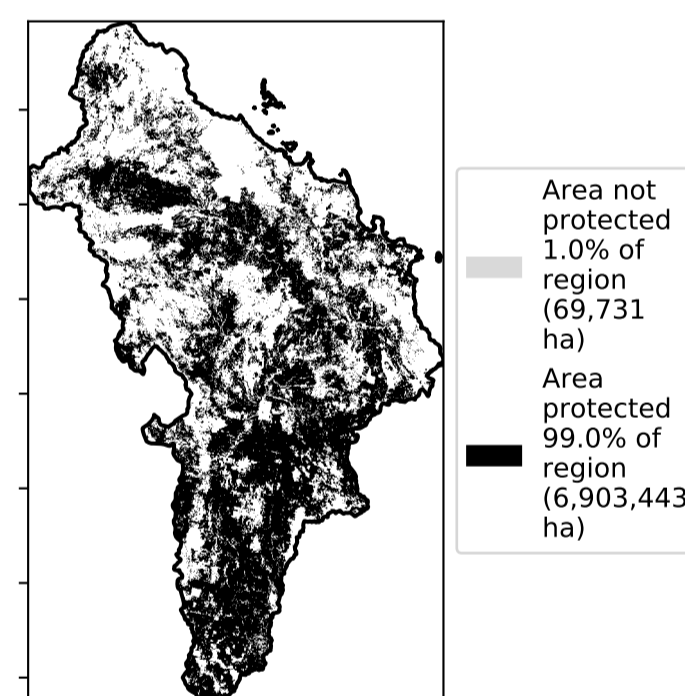 Area not
protected
1.0% of
region
(69,731
ha)
Area
protected
99.0% of
region
(6,903,443
ha)